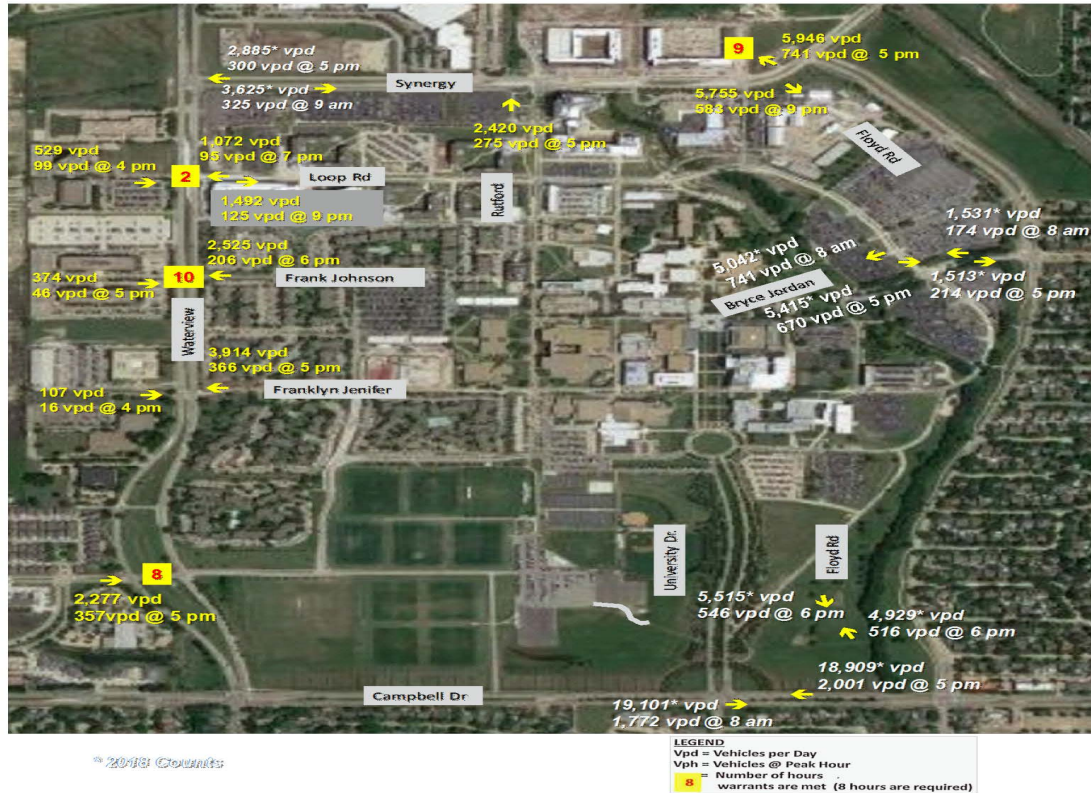 2,885* vpd
300 vpd @ 5 pm
3,625* vpd
325 vpd @ 9 am
Synergy
9
5,946 vpd
741 vpd @ 5 pm
5,755 vpd
583 vpd @ 9 pm
2,420 vpd
275 vpd @ 5 pm
Floyd Rd
529 vpd
99 vpd @ 4 pm
1,072 vpd
95 vpd @ 7 pm
2
Loop Rd
1,492 vpd
125 vpd @ 9 pm
Rutford
1,531* vpd
174 vpd @ 8 am
1,513* vpd
214 vpd @ 5 pm
5,042* vpd
741 vpd @ 8 am
Bryce Jordan
5,415* vpd
670 vpd @ 5 pm
2,525 vpd
206 vpd @ 6 pm
374 vpd
46 vpd @ 5 pm
10
Frank Johnson
Waterview
3,914 vpd
366 vpd @ 5 pm
107 vpd
16 vpd @ 4 pm
Franklyn Jenifer
8
2,277 vpd
357vpd @ 5 pm
University Dr.
Floyd Rd
5,515* vpd
546 vpd @ 6 pm
4,929* vpd
516 vpd @ 6 pm
18,909* vpd
2,001 vpd @ 5 pm
Campbell Dr
19,101* vpd
1,772 vpd @ 8 am
* 2018 Counts
LEGEND
Vpd = Vehicles per Day
Vph = Vehicles @ Peak Hour
8 = Number of hours .
warrants are met (8 hours are required)